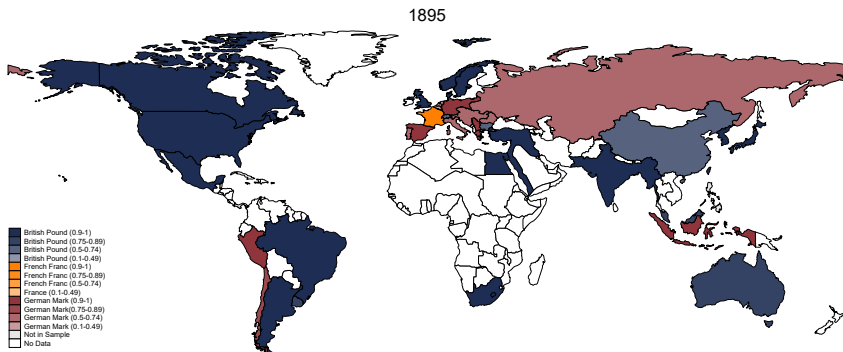 1895
British Pound (0.9-1)
British Pound (0.75-0.89)
British Pound (0.5-0.74)
British Pound (0.1-0.49)
French Franc (0.9-1)
French Franc (0.75-0.89)
French Franc (0.5-0.74)
France (0.1-0.49)
German Mark (0.9-1)
German Mark(0.75-0.89)
German Mark (0.5-0.74)
German Mark (0.1-0.49)
Not in Sample
No Data